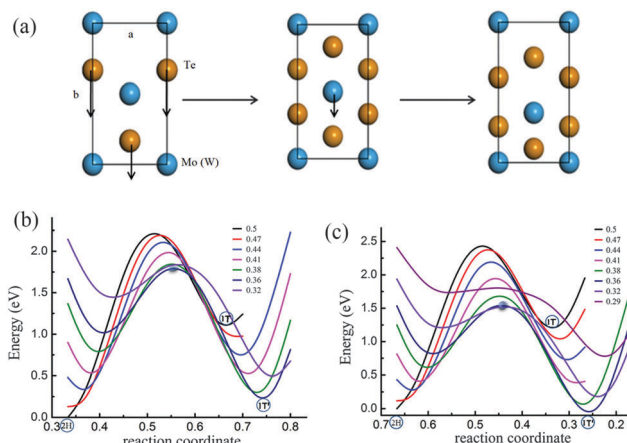 (a)
a
Te
b
Mo (W)
(b)
Energy (eV)
2.0
1.5
1.0
0.5
0.0
0.5
0.47
0.44
0.41
0.38
0.36
0.32
1T'
1T'
0.3
2H
0.4
0.5
0.6
0.7
0.8
reaction coordinate
(c)
Energy (eV)
2.5
2.0
1.5
1.0
0.5
0.0
0.5
0.47
0.44
0.41
0.38
0.36
0.32
0.29
1T'
0.7
2H
0.6
0.5
0.4
0.3
1T'
0.2
reaction coordinate